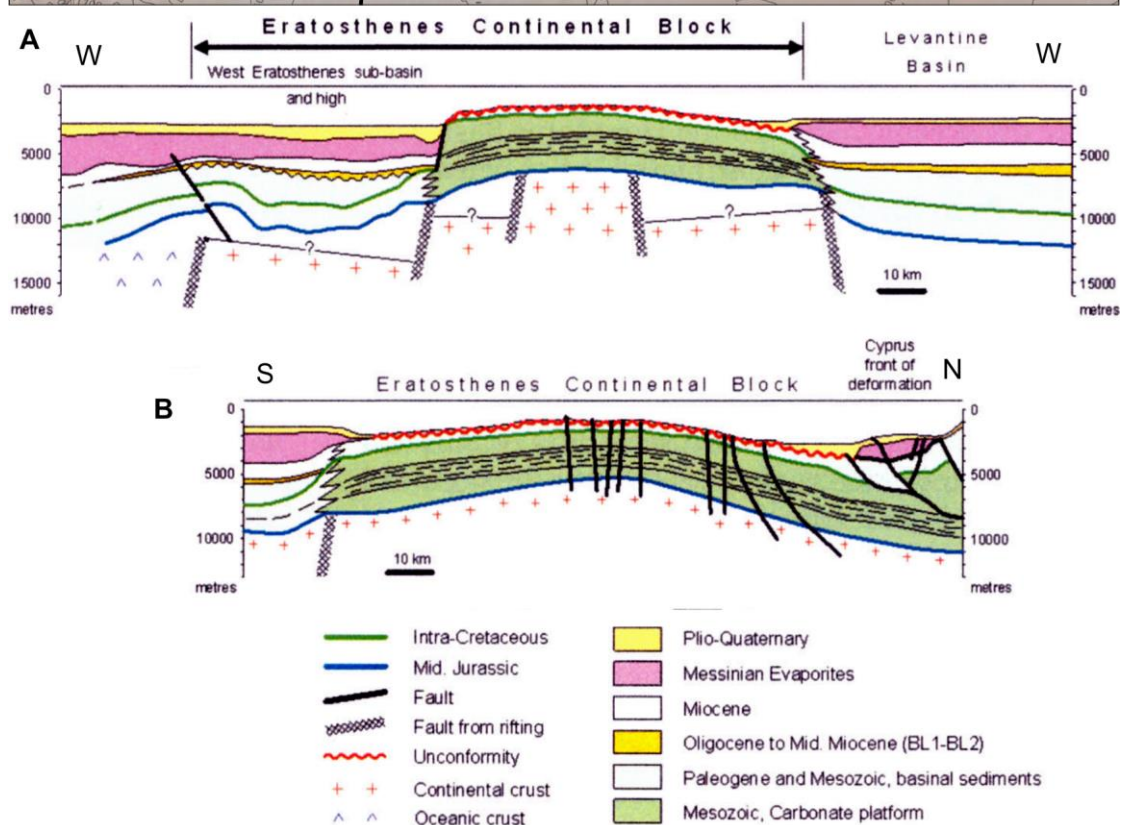 Eratosthenes Continental Block
A
W
Levantine
Basin
W
West Eratosthenes sub-basin
and high
0
0
5000
5000
?
?
10000
10000
?
15000
15000
10 km
metres
metres
Cyprus
front of
deformation
S
Eratosthenes Continental Block
N
B
0
0
5000
5000
10000
10000
10 km
metres
metres
Intra-Cretaceous
Plio-Quaternary
Mid. Jurassic
Messinian Evaporites
Fault
Miocene
Fault from rifting
Oligocene to Mid. Miocene (BL1-BL2)
Unconformity
Paleogene and Mesozoic, basinal sediments
Continental crust
Mesozoic, Carbonate platform
Oceanic crust